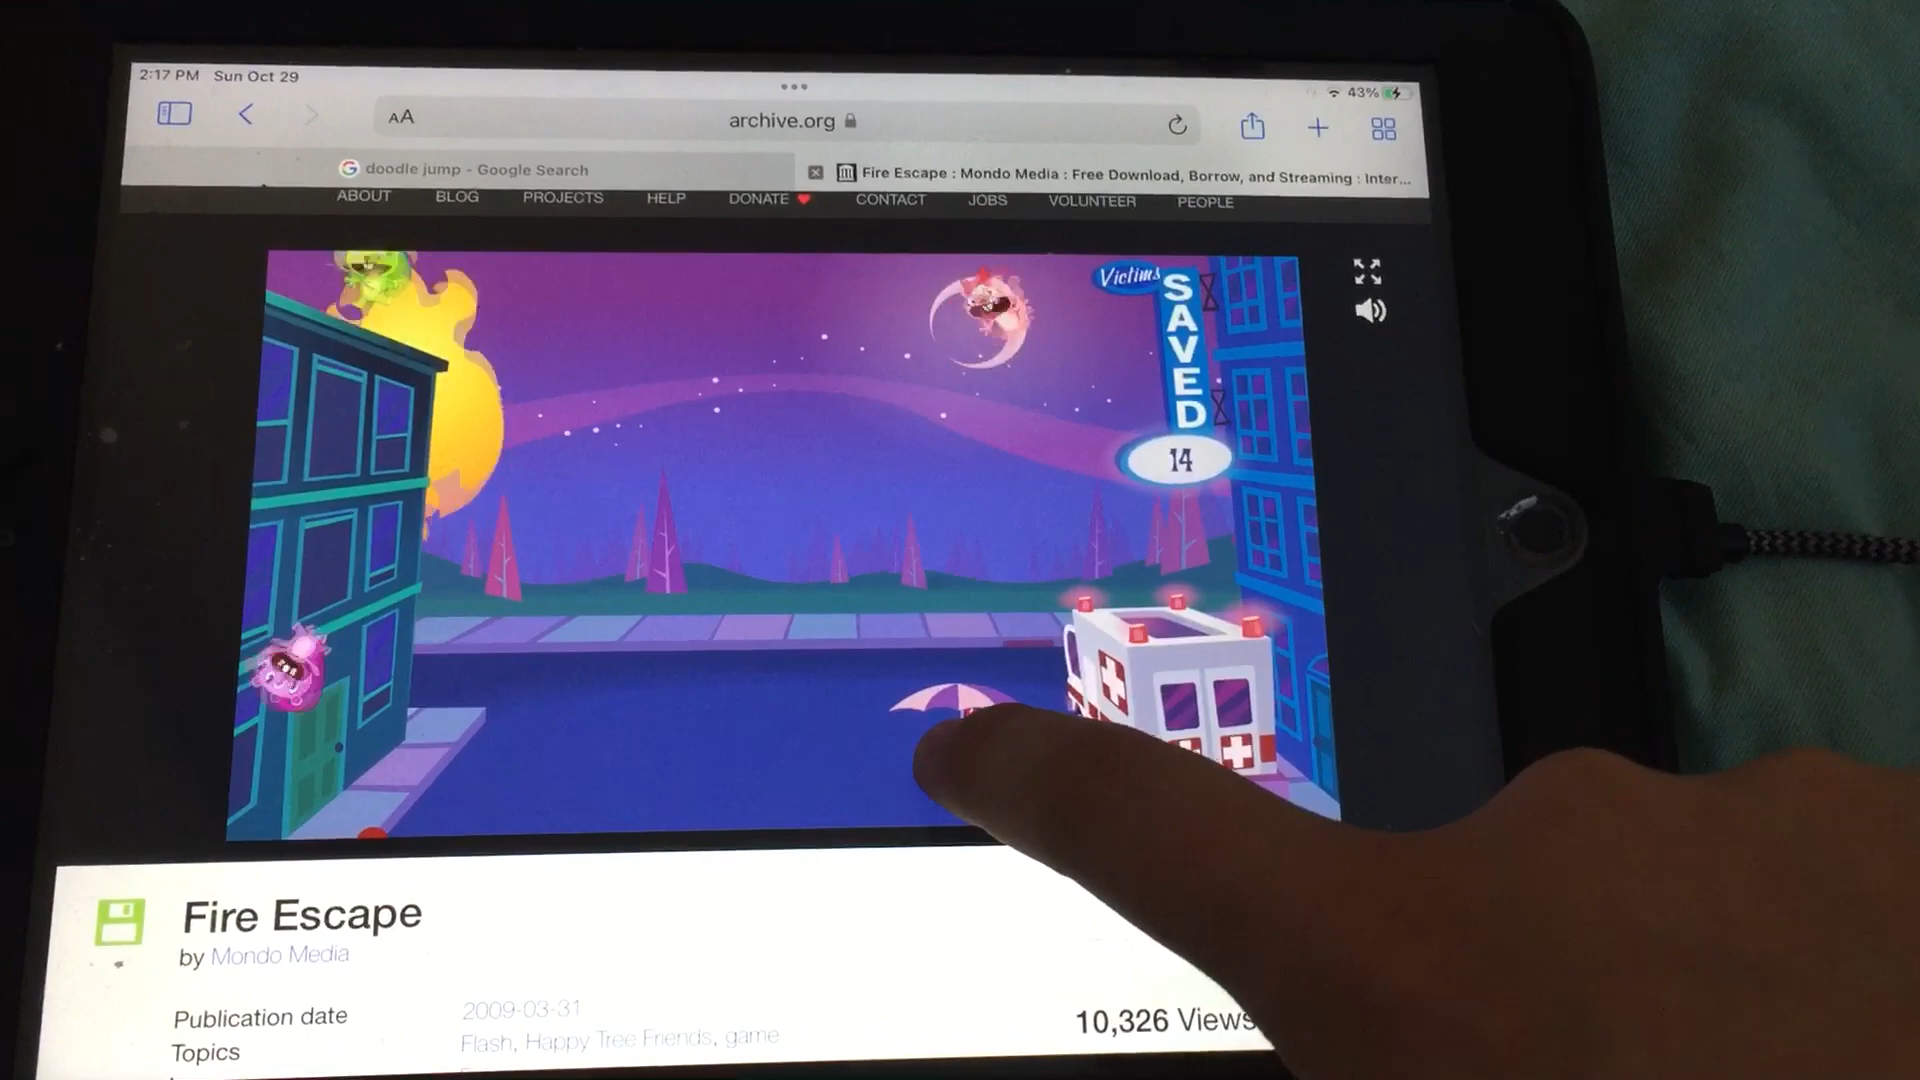 2:17 PM Sun Oct 29
43%
AA
archive.org
doodle jump - Google Search
Fire Escape : Mondo Media : Free Download, Borrow, and Streaming : Inter...
ABOUT BLOG PROJECTS HELP DONATE CONTACT JOBS VOLUNTEER PEOPLE
Victims
SAVED
14
Fire Escape
by Mondo Media
Publication date 2009-03-31
Topics Flash, Happy Tree Friends, game
10,326 Views